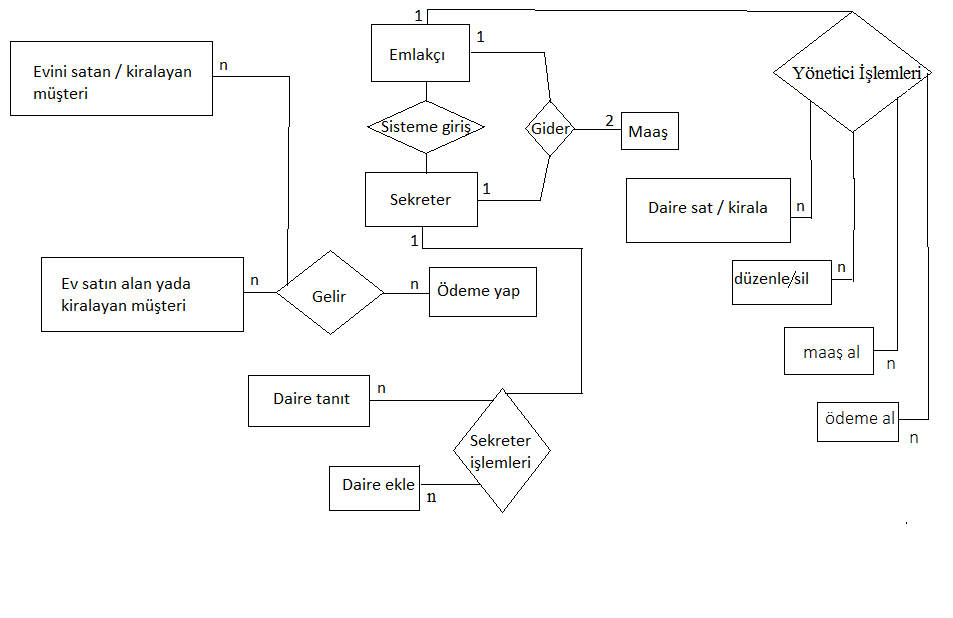 1
Emlakçı
1
Evini satan / kiralayan
müşteri
n
Yönetici İşlemleri
Sisteme giriş
Gider
2
Maaş
Sekreter
1
1
Daire sat / kirala
n
Ev satın alan yada
kiralayan müşteri
n
Gelir
n
Ödeme yap
düzenle/sil
n
maaş al
n
ödeme al
n
Daire tanıt
n
Sekreter
işlemleri
Daire ekle
n